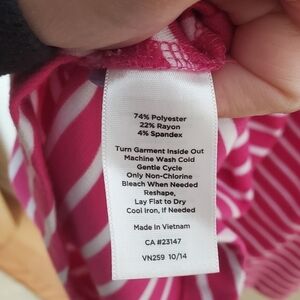 74% Polyester
22% Rayon
4% Spandex
Turn Garment Inside Out
Machine Wash Cold
Gentle Cycle
Only Non-Chlorine
Bleach When Needed
Reshape,
Lay Flat to Dry
Cool Iron, If Needed
Made in Vietnam
CA #23147
VN259 10/14